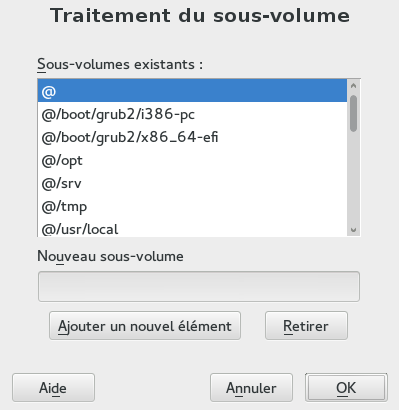 Traitement du sous-volume
Sous-volumes existants :
@
@/boot/grub2/i386-pc
@/boot/grub2/x86_64-efi
@/opt
@/srv
@/tmp
@/usr/local
Nouveau sous-volume
Ajouter un nouvel élément Retirer
Aide Annuler OK